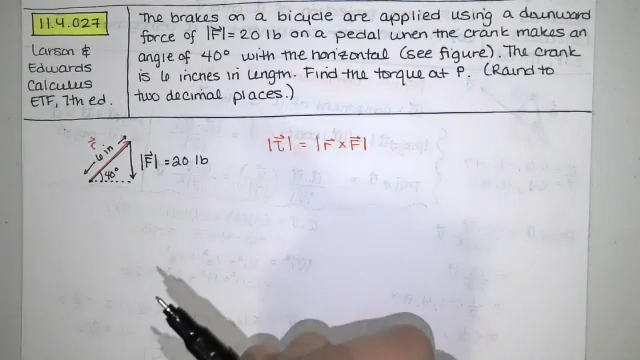 11.4.027
Larson &
Edwards
Calculus
ETF, 7th ed.
The brakes on a bicycle are applied using a downward
force of |F⃗|= 20 lb on a pedal when the crank makes an
angle of 40° with the horizontal (see figure). The crank
is 6 inches in length. Find the torque at P. (Round to
two decimal places.)
r⃗
6 in
40°
|F⃗| = 20 lb
|τ⃗| = |r⃗ × F⃗|